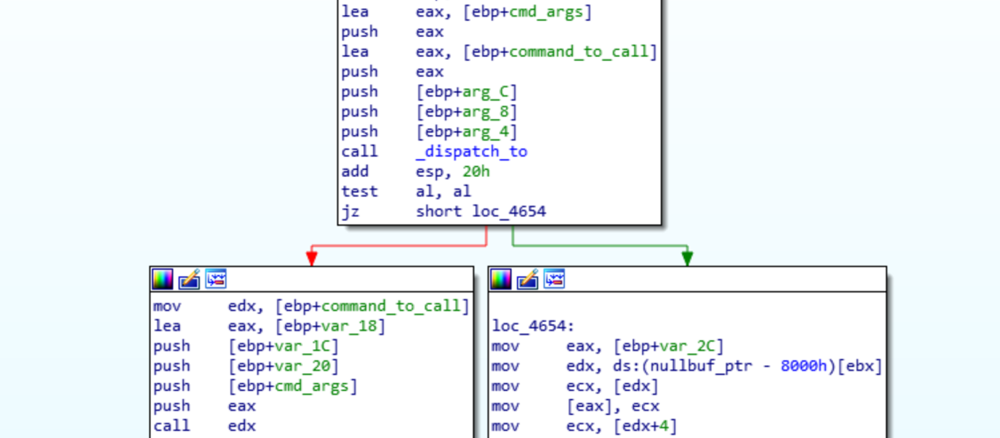 lea eax, [ebp+cmd_args]
push eax
lea eax, [ebp+command_to_call]
push eax
push [ebp+arg_C]
push [ebp+arg_8]
push [ebp+arg_4]
call _dispatch_to
add esp, 20h
test al, al
jz short loc_4654
mov edx, [ebp+command_to_call]
lea eax, [ebp+var_18]
push [ebp+var_1C]
push [ebp+var_20]
push [ebp+cmd_args]
push eax
call edx
loc_4654:
mov eax, [ebp+var_2C]
mov edx, ds:(nullbuf_ptr - 8000h)[ebx]
mov ecx, [edx]
mov [eax], ecx
mov ecx, [edx+4]